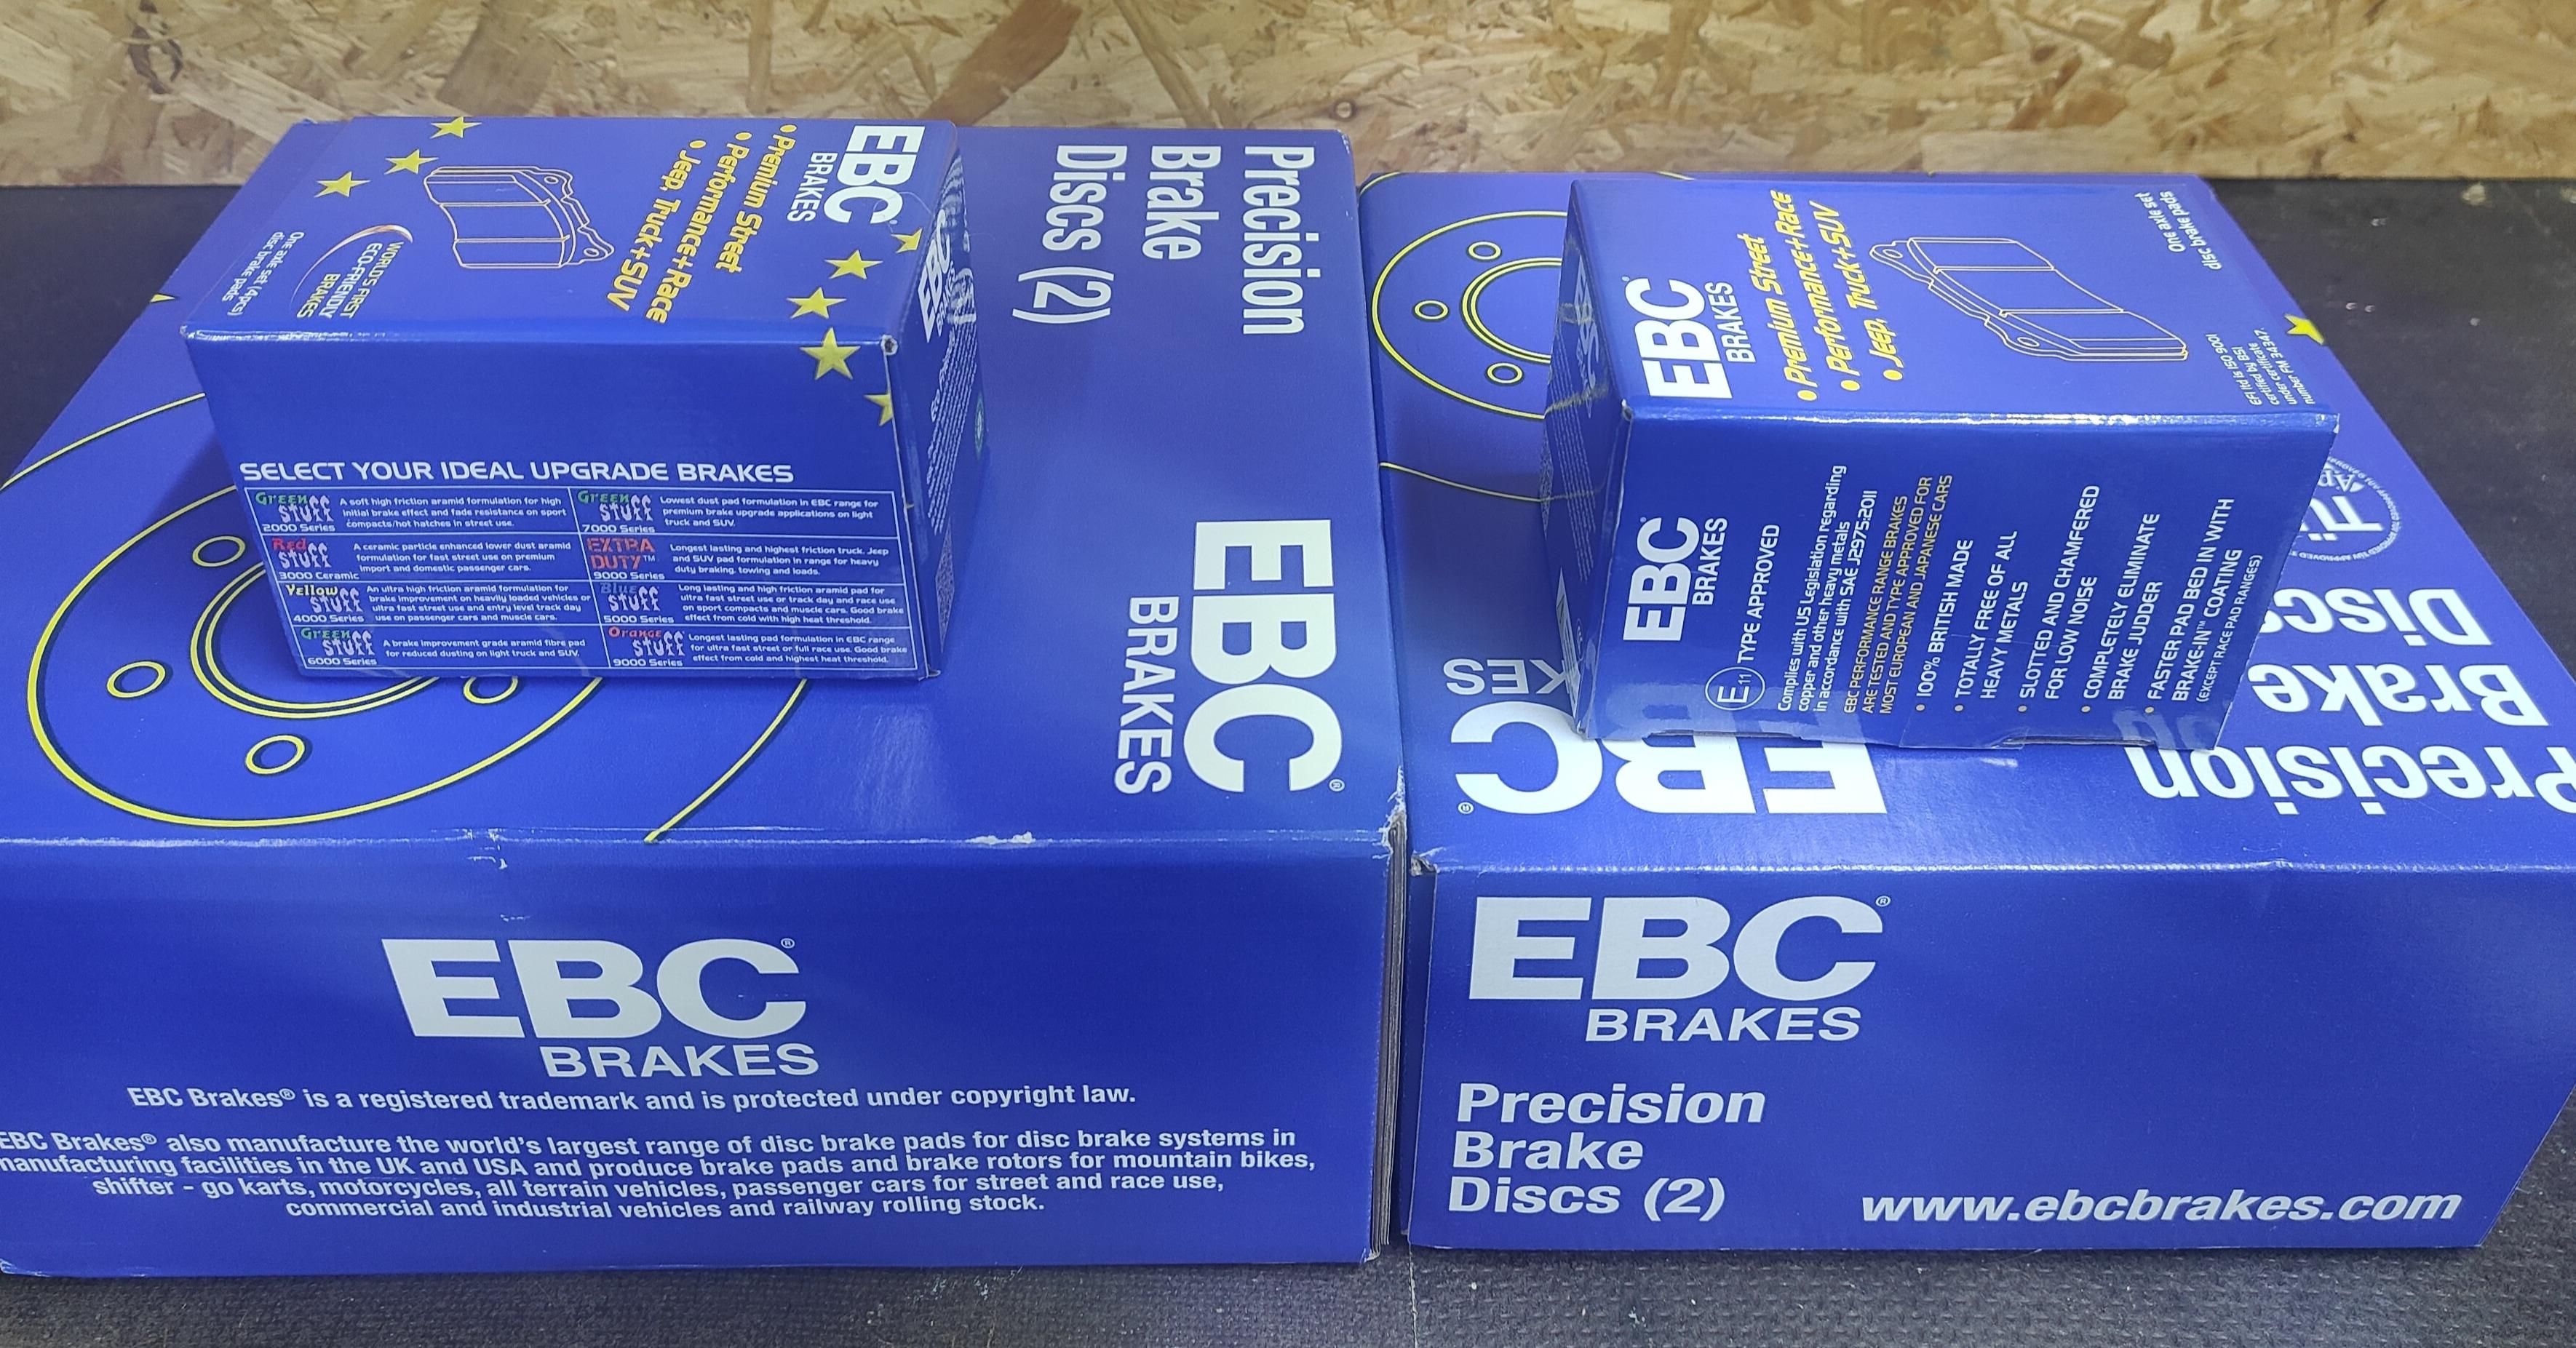 EBC
BRAKES
Premium Street
Performance+Race
Jeep, Truck+SUV
WORLD'S FIRST
ECO-FRIENDLY
BRAKES
One axle set (4pcs)
disc brake pads
EBC
SELECT YOUR IDEAL UPGRADE BRAKES
Green stuff
2000 Series
A soft high friction aramid formulation for high
initial brake effect and fade resistance on sport
compacts/hot hatches in street use.
Green stuff
7000 Series
Lowest dust pad formulation in EBC range for
premium brake upgrade applications on light
truck and SUV.
Red stuff
3000 Ceramic
A ceramic particle enhanced lower dust aramid
formulation for fast street use on premium
import and domestic passenger cars.
EXTRA
DUTY™
9000 Series
Longest lasting and highest friction truck, Jeep
and SUV pad formulation in range for heavy
duty braking, towing and loads.
Yellow stuff
4000 Series
An ultra high friction aramid formulation for
brake improvement on heavily loaded vehicles or
ultra fast street use and entry level track day
use on passenger cars and muscle cars.
Blue stuff
5000 Series
Long lasting and high friction aramid pad for
ultra fast street use or track day and race use
on sport compacts and muscle cars. Good brake
effect from cold with high heat threshold.
Green stuff
6000 Series
A brake improvement grade aramid fibre pad
for reduced dusting on light truck and SUV.
Orange stuff
9000 Series
Longest lasting pad formulation in EBC range
for ultra fast street or full race use. Good brake
effect from cold and highest heat threshold.
Precision
Brake
Discs (2)
EBC®
BRAKES
EBC®
BRAKES
EBC Brakes® is a registered trademark and is protected under copyright law.
EBC Brakes® also manufacture the world's largest range of disc brake pads for disc brake systems in
manufacturing facilities in the UK and USA and produce brake pads and brake rotors for mountain bikes,
shifter - go karts, motorcycles, all terrain vehicles, passenger cars for street and race use,
commercial and industrial vehicles and railway rolling stock.
EBC
BRAKES
Premium Street
Performance+Race
Jeep, Truck+SUV
One axle set
disc brake pads
EFI ltd is ISO 9001
certified by BSI
under certificate
number FM 34347.
EBC
BRAKES
E11 TYPE APPROVED
Complies with US Legislation regarding
copper and other heavy metals
in accordance with SAE J2975:2011
EBC PERFORMANCE RANGE BRAKES
ARE TESTED AND TYPE APPROVED FOR
MOST EUROPEAN AND JAPANESE CARS
• 100% BRITISH MADE
• TOTALLY FREE OF ALL
HEAVY METALS
• SLOTTED AND CHAMFERED
FOR LOW NOISE
• COMPLETELY ELIMINATE
BRAKE JUDDER
• FASTER PAD BED IN WITH
BRAKE-IN™ COATING
(EXCEPT RACE PAD RANGES)
Precision
Brake
Discs
EBC®
EBC®
BRAKES
Precision
Brake
Discs (2)
www.ebcbrakes.com